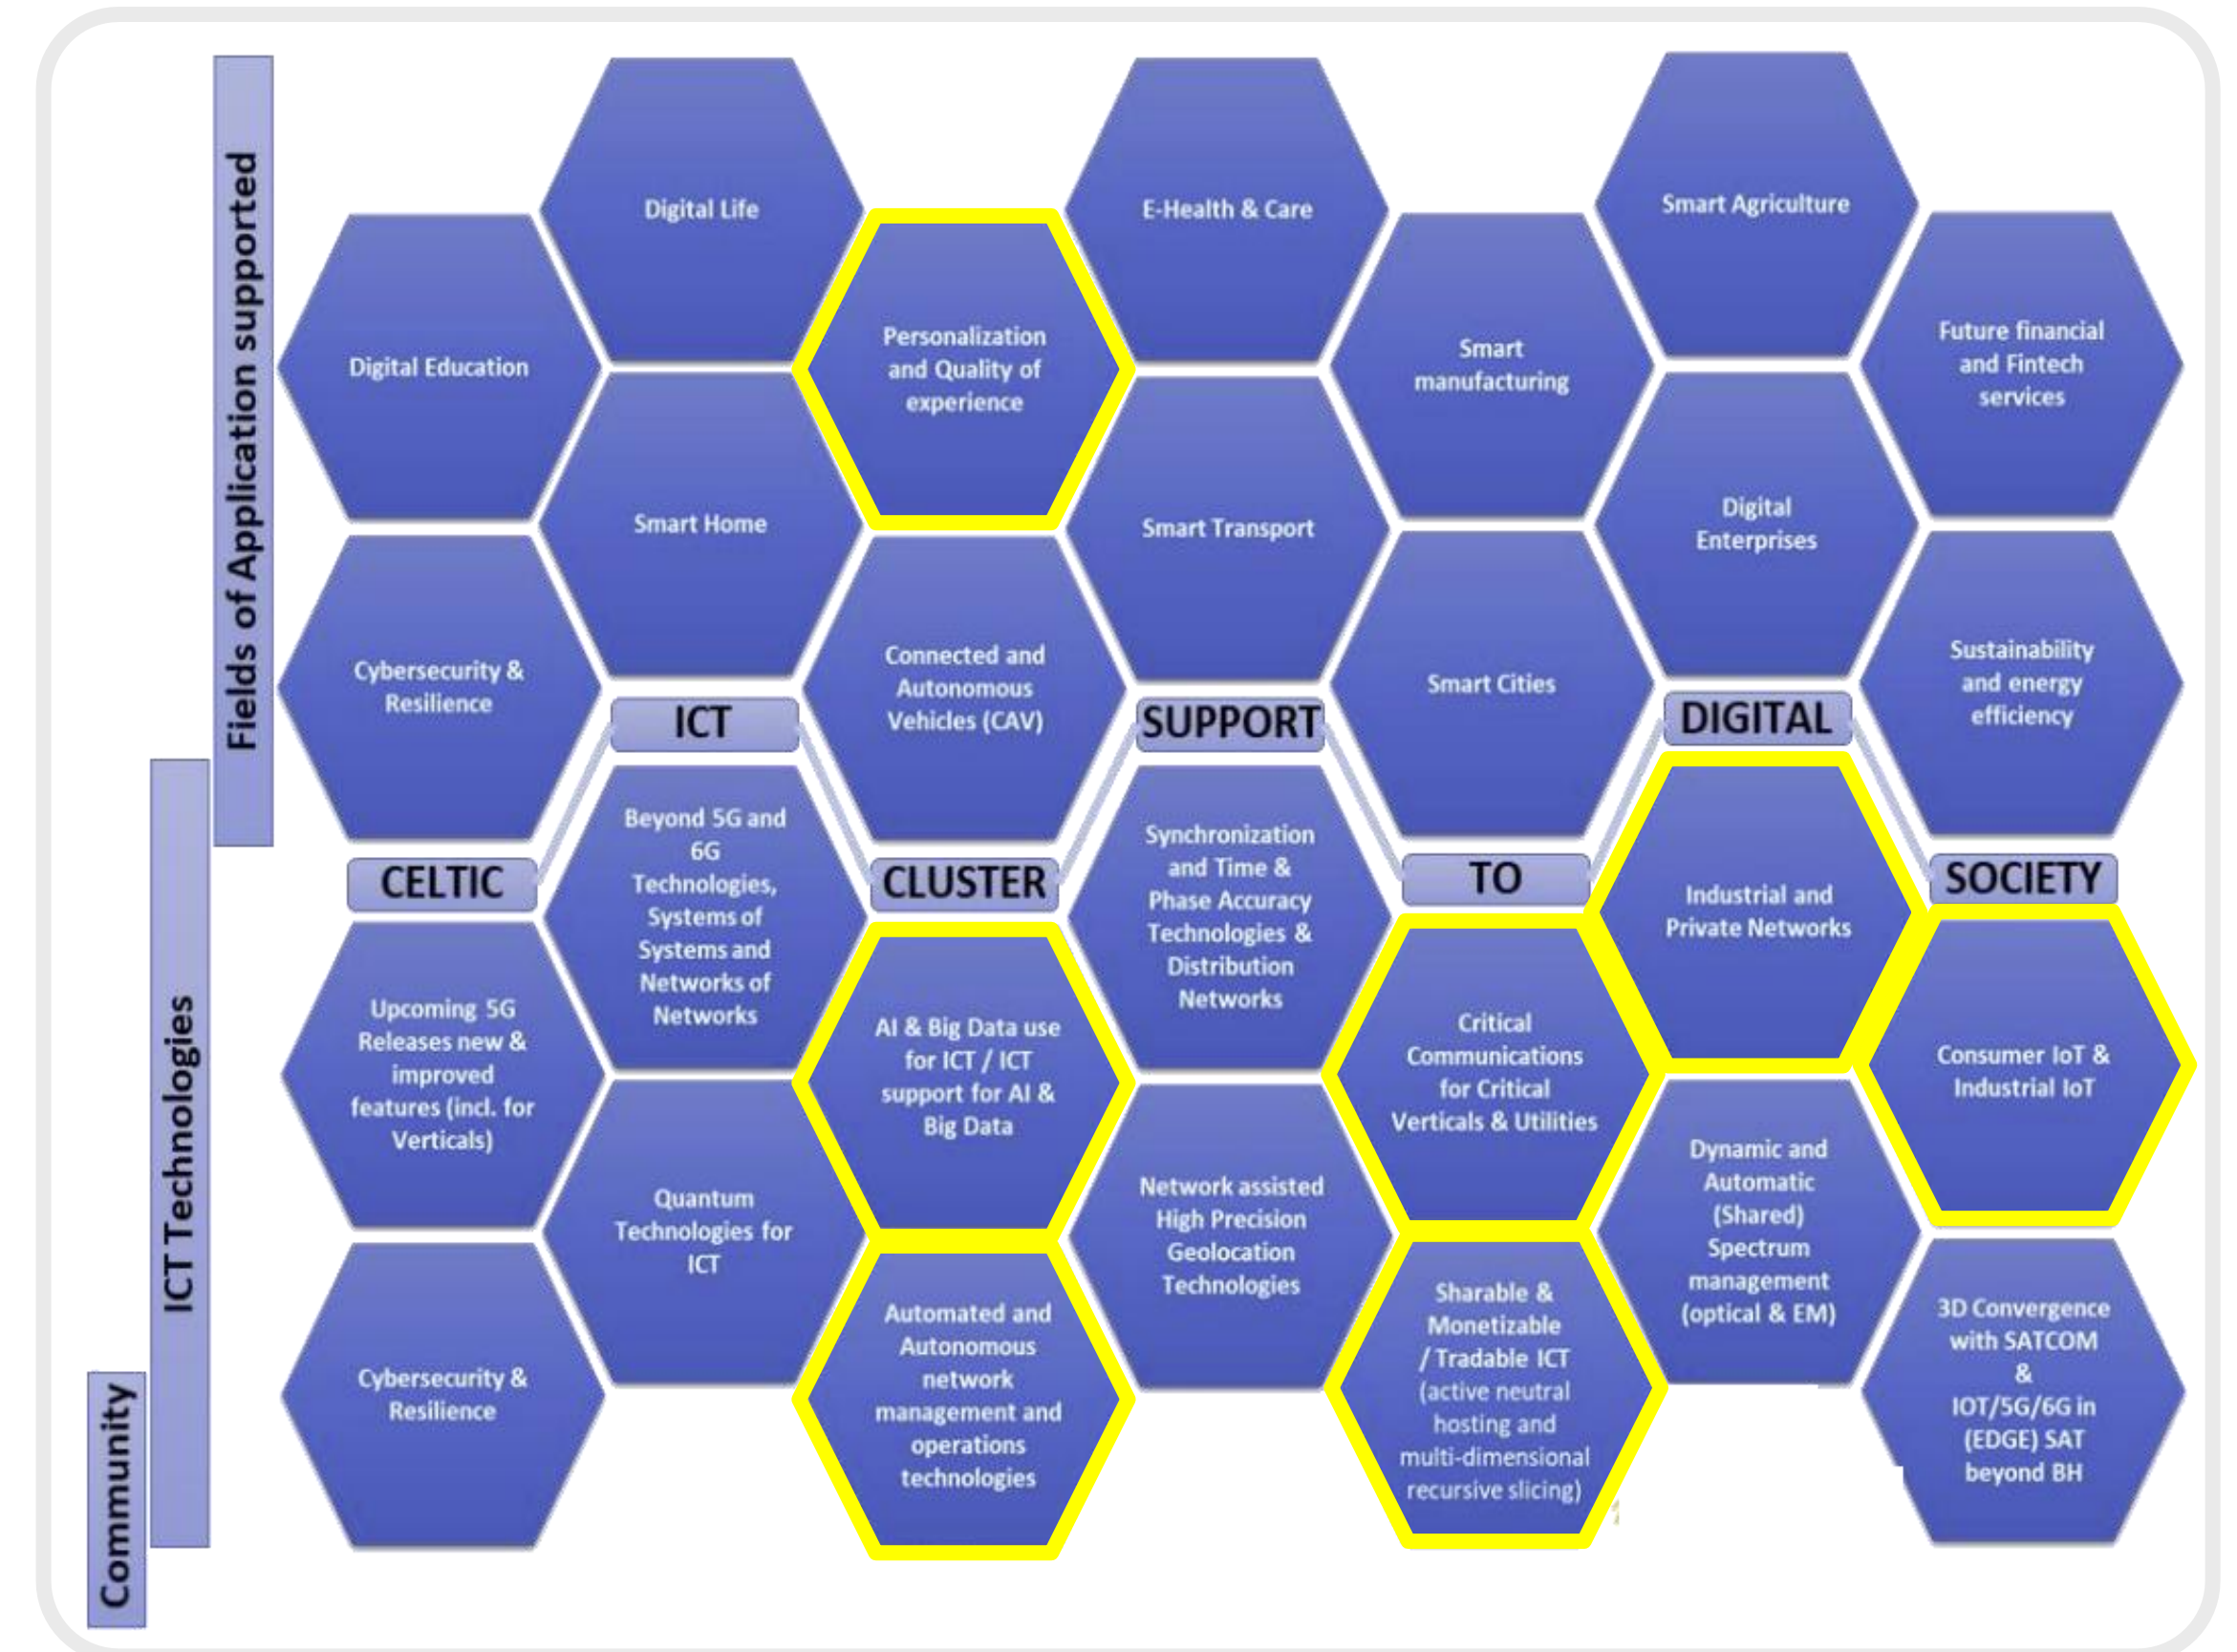 Fields of Application supported
ICT Technologies
Community
Digital Life
E-Health & Care
Smart Agriculture
Digital Education
Personalization
and Quality of
experience
Smart
manufacturing
Future financial
and Fintech
services
Smart Home
Smart Transport
Digital
Enterprises
Cybersecurity &
Resilience
Connected and
Autonomous
Vehicles (CAV)
Smart Cities
Sustainability
and energy
efficiency
CELTIC
ICT
CLUSTER
SUPPORT
TO
DIGITAL
SOCIETY
Beyond 5G and
6G
Technologies,
Systems of
Systems and
Networks of
Networks
Synchronization
and Time &
Phase Accuracy
Technologies &
Distribution
Networks
Industrial and
Private Networks
Upcoming 5G
Releases new &
improved
features (incl. for
Verticals)
AI & Big Data use
for ICT / ICT
support for AI &
Big Data
Critical
Communications
for Critical
Verticals & Utilities
Consumer IoT &
Industrial IoT
Quantum
Technologies for
ICT
Network assisted
High Precision
Geolocation
Technologies
Dynamic and
Automatic
(Shared)
Spectrum
management
(optical & EM)
Cybersecurity &
Resilience
Automated and
Autonomous
network
management and
operations
technologies
Sharable &
Monetizable
/ Tradable ICT
(active neutral
hosting and
multi-dimensional
recursive slicing)
3D Convergence
with SATCOM
&
IOT/5G/6G in
(EDGE) SAT
beyond BH